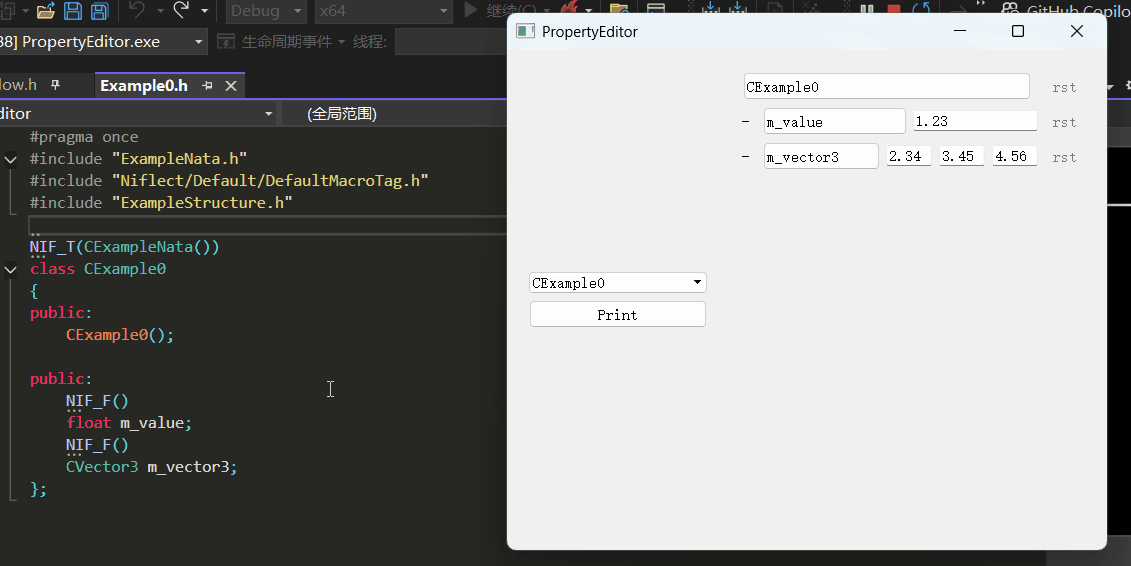 Debug
x64
继续(C)
GitHub Copilo
38] PropertyEditor.exe
生命周期事件
线程:
low.h
Example0.h
ditor
(全局范围)
#pragma once
#include "ExampleNata.h"
#include "Niflect/Default/DefaultMacroTag.h"
#include "ExampleStructure.h"
NIF_T(CExampleNata())
class CExample0
{
public:
CExample0();
public:
NIF_F()
float m_value;
NIF_F()
CVector3 m_vector3;
};
PropertyEditor
CExample0 rst
- m_value 1.23 rst
- m_vector3 2.34 3.45 4.56 rst
CExample0
Print